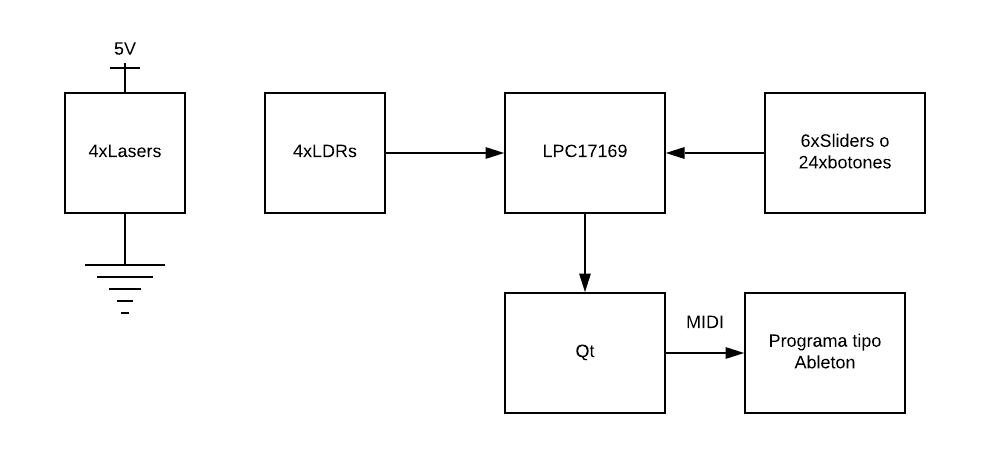 5V
4xLasers
4xLDRs
LPC17169
6xSliders o
24xbotones
Qt
MIDI
Programa tipo
Ableton